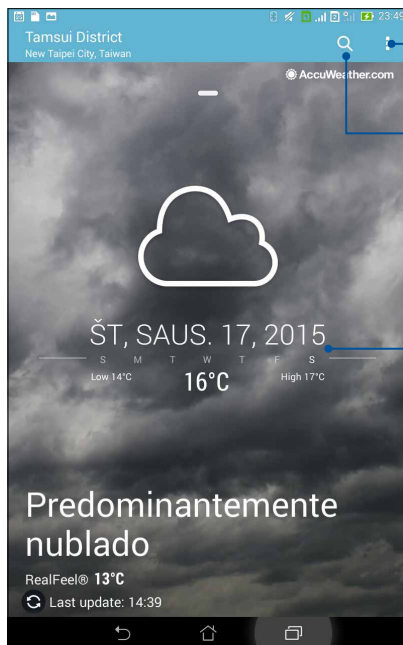 23:49
Tamsui District
New Taipei City, Taiwan
AccuWeather.com
ŠT, SAUS. 17, 2015
S M T W T F S
Low 14°C 16°C High 17°C
Predominantemente
nublado
RealFeel® 13°C
Last update: 14:39